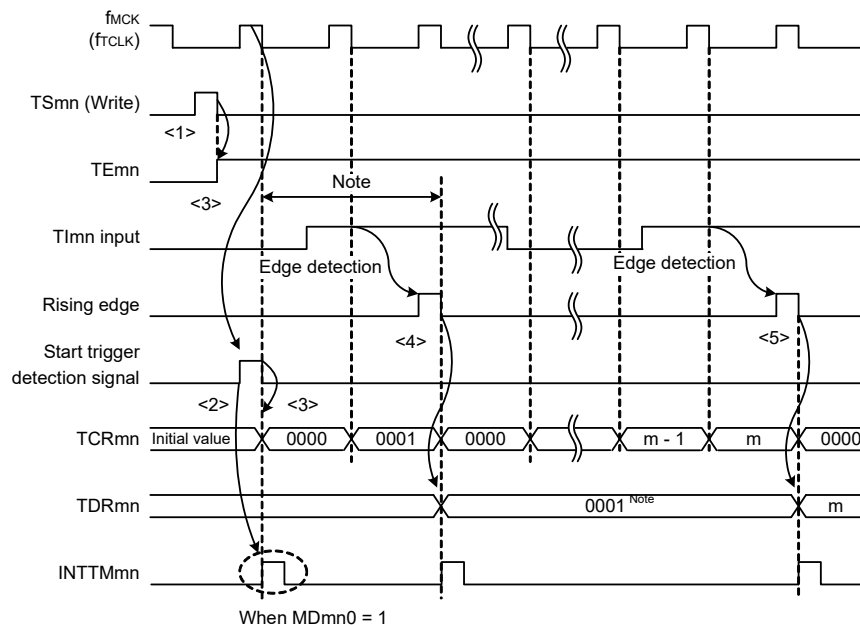 fMCK
(fTCLK)
TSmn (Write)
<1>
TEmn
<3>
Note
TImn input
Edge detection
Edge detection
Rising edge
<4>
<5>
Start trigger
detection signal
<2>
<3>
TCRmn
Initial value
0000
0001
0000
m - 1
m
0000
TDRmn
0001 Note
m
INTTMmn
When MDmn0 = 1